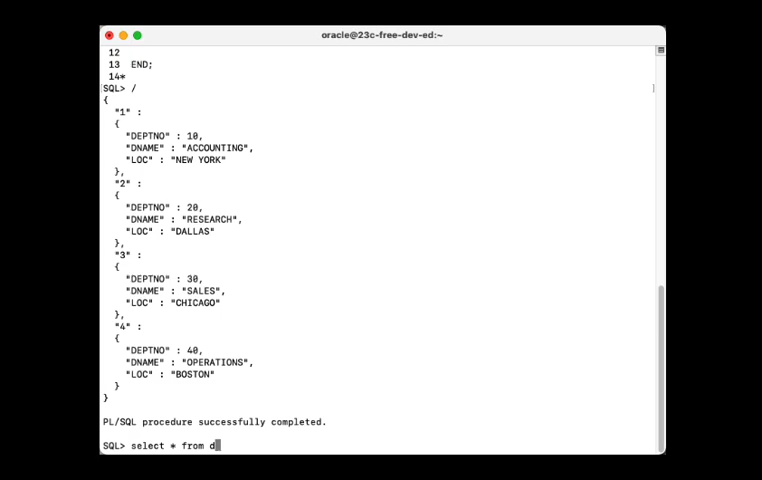 oracle@23c-free-dev-ed:~
12
13 END;
14*
SQL> /
{
"1" :
{
"DEPTNO" : 10,
"DNAME" : "ACCOUNTING",
"LOC" : "NEW YORK"
},
"2" :
{
"DEPTNO" : 20,
"DNAME" : "RESEARCH",
"LOC" : "DALLAS"
},
"3" :
{
"DEPTNO" : 30,
"DNAME" : "SALES",
"LOC" : "CHICAGO"
},
"4" :
{
"DEPTNO" : 40,
"DNAME" : "OPERATIONS",
"LOC" : "BOSTON"
}
}
PL/SQL procedure successfully completed.
SQL> select * from d